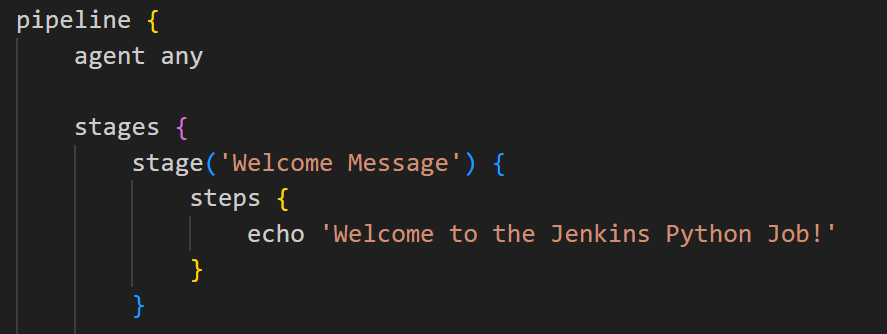 pipeline {
    agent any

    stages {
        stage('Welcome Message') {
            steps {
                echo 'Welcome to the Jenkins Python Job!'
            }
        }